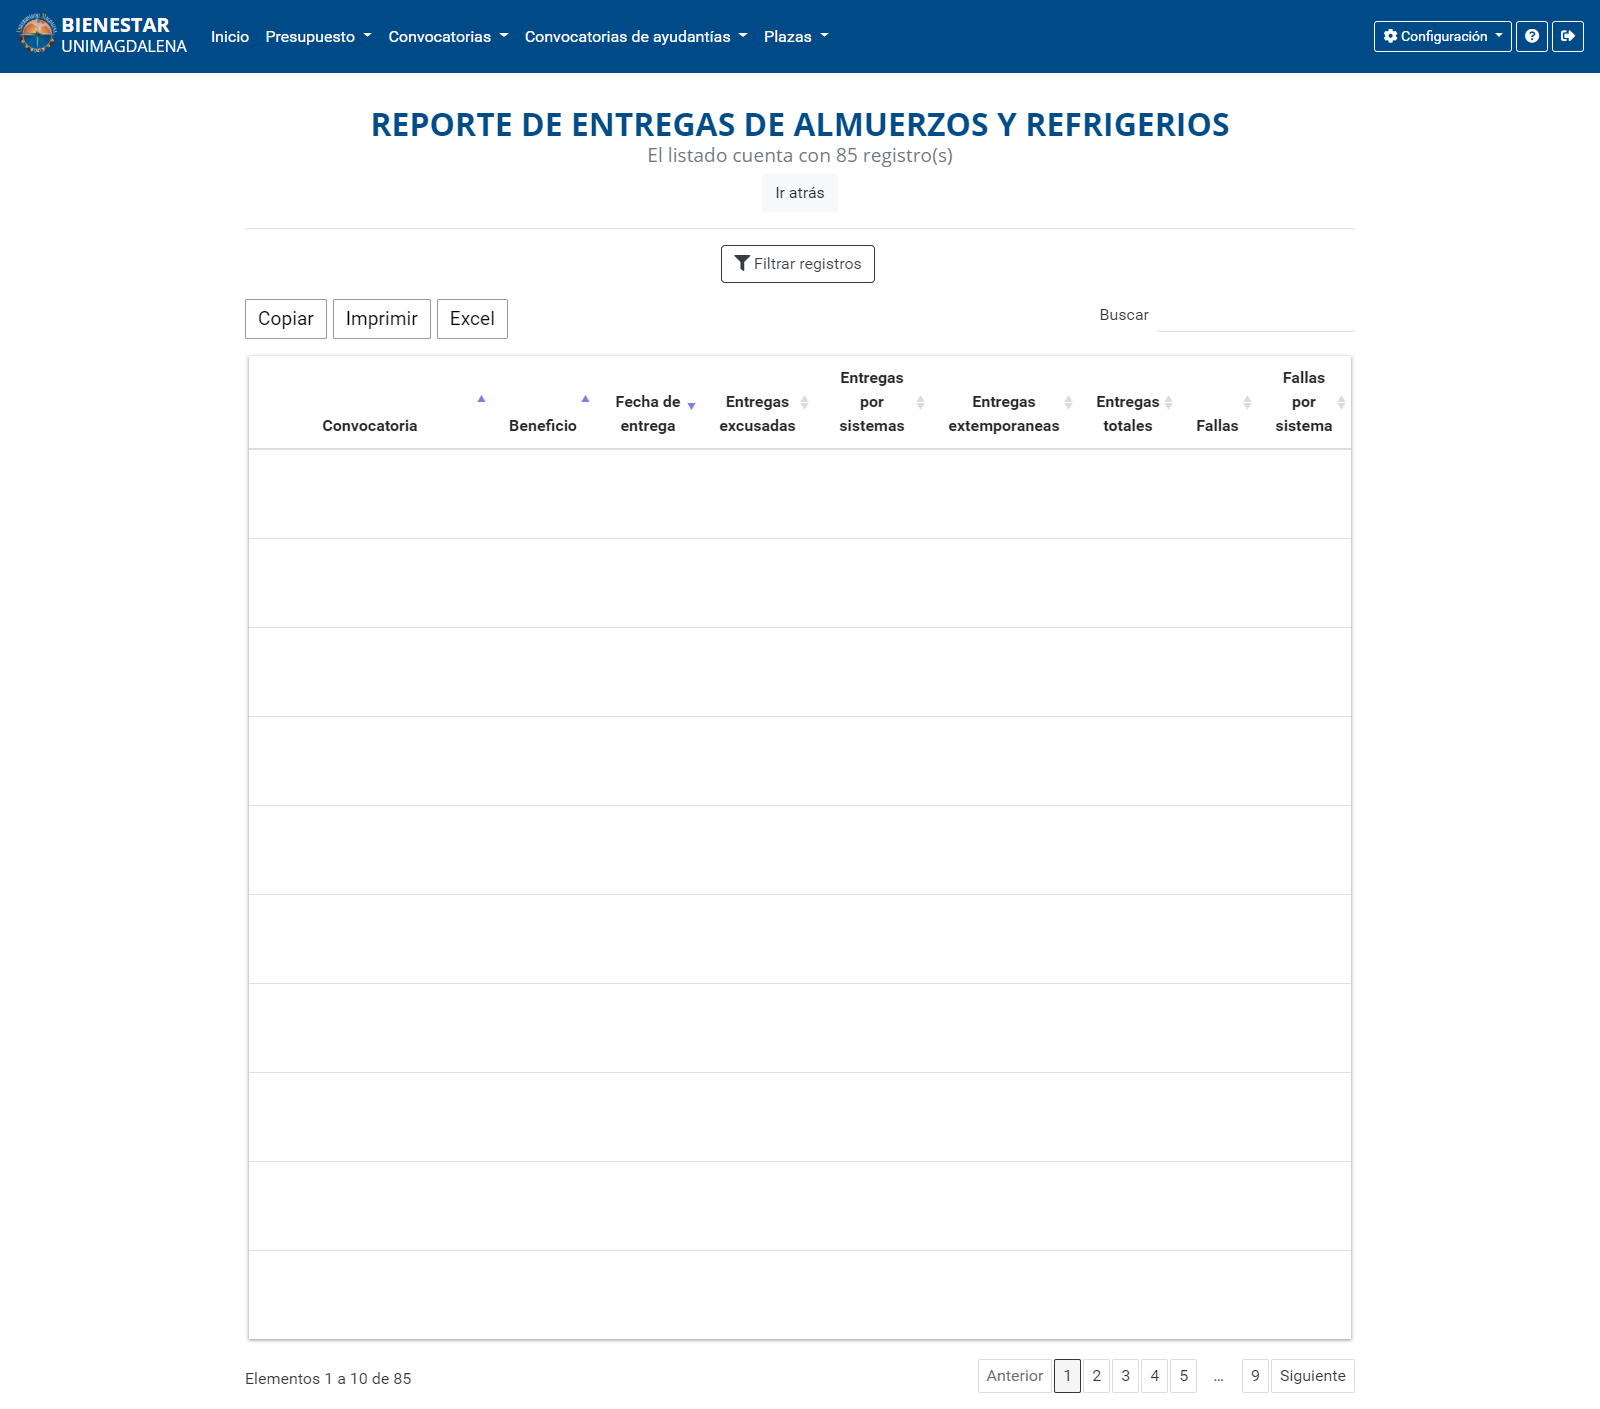 BIENESTAR
UNIMAGDALENA
Inicio Presupuesto Convocatorias Convocatorias de ayudantías Plazas
Configuración
REPORTE DE ENTREGAS DE ALMUERZOS Y REFRIGERIOS
El listado cuenta con 85 registro(s)
Ir atrás
Filtrar registros
Copiar Imprimir Excel
Buscar
Convocatoria
Beneficio
Fecha de
entrega
Entregas
excusadas
Entregas
por
sistemas
Entregas
extemporaneas
Entregas
totales
Fallas
Fallas
por
sistema
Elementos 1 a 10 de 85
Anterior 1 2 3 4 5 … 9 Siguiente